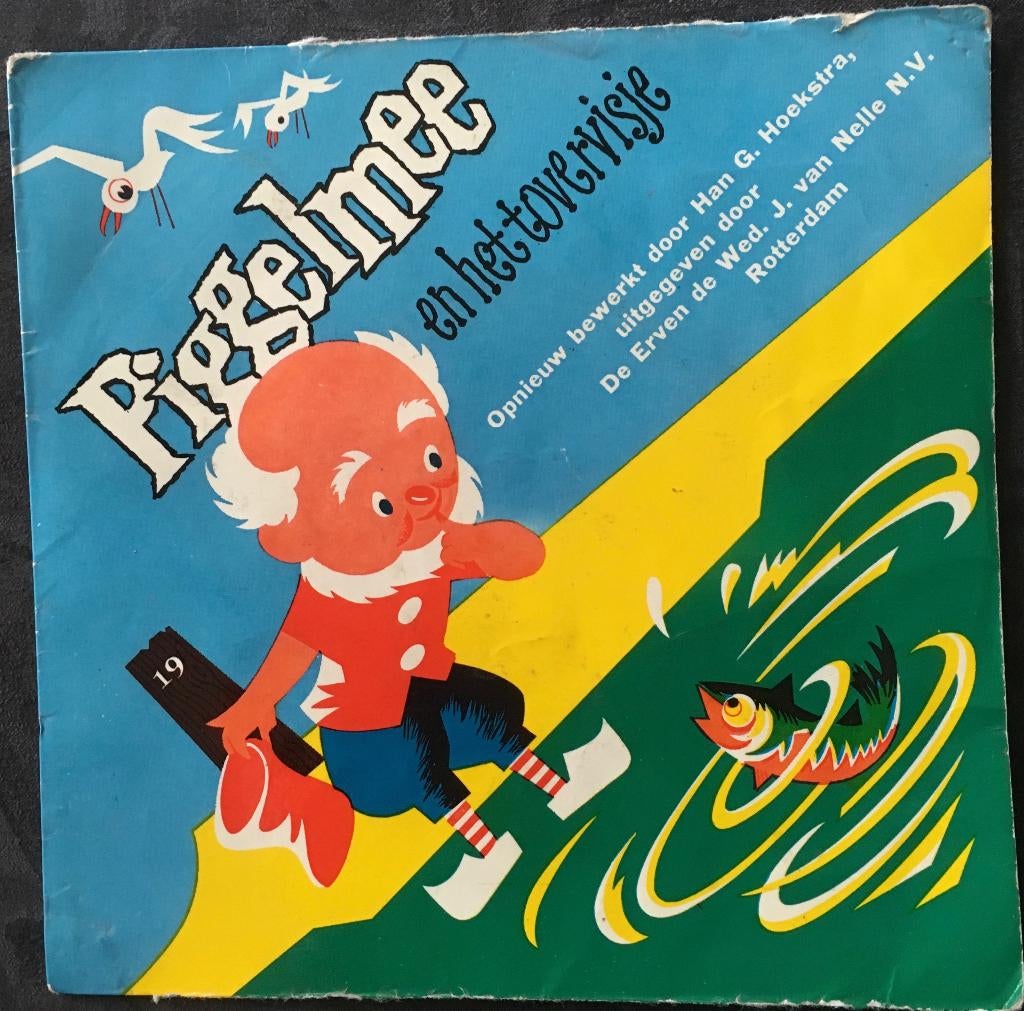 Piggelmee
en het tovervisje
Opnieuw bewerkt door Han G. Hoekstra,
uitgegeven door
De Erven de Wed. J. van Nelle N.V.
Rotterdam
19